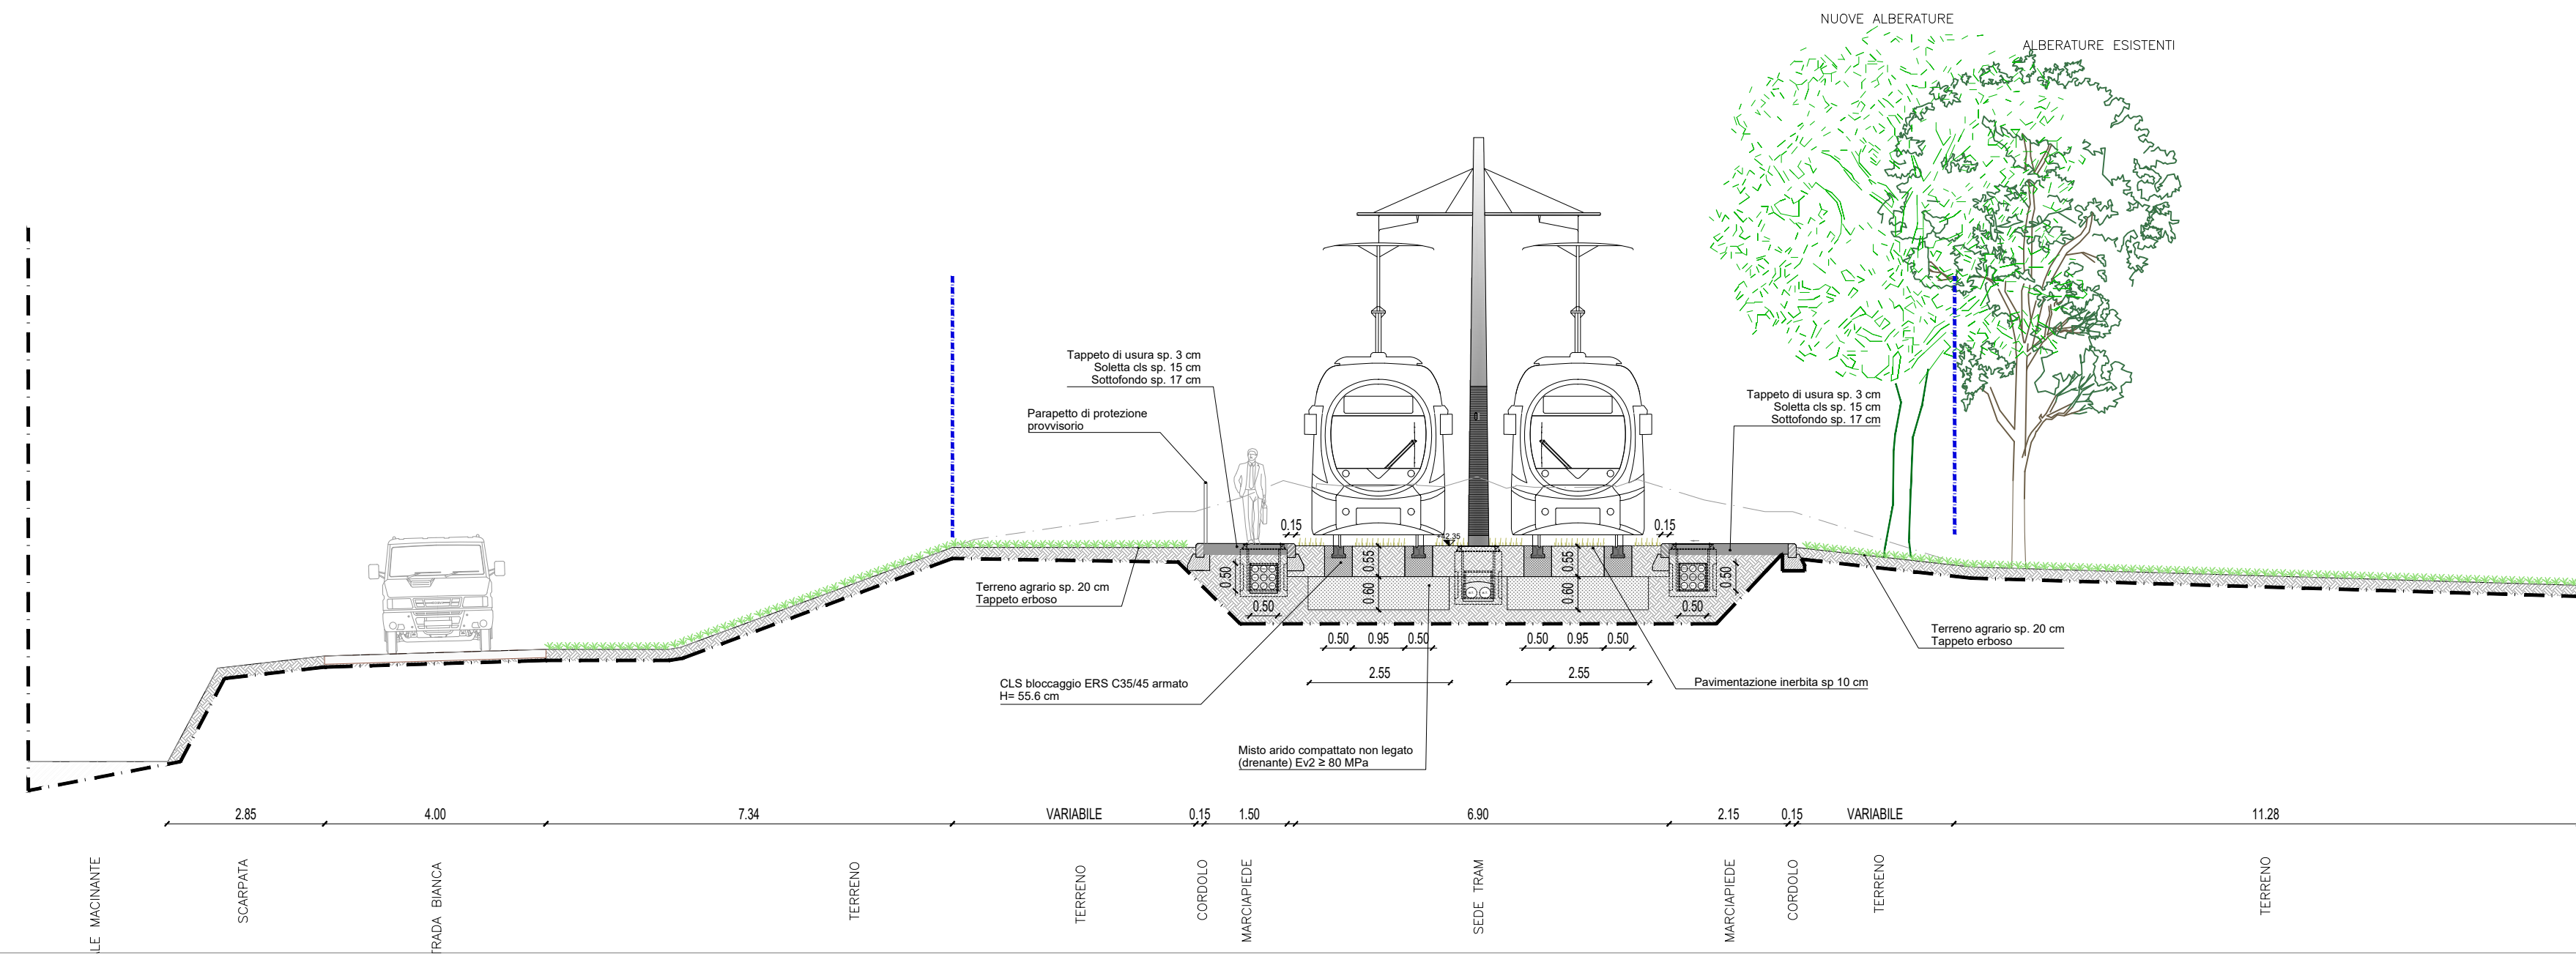 NUOVE ALBERATURE
ALBERATURE ESISTENTI
Tappeto di usura sp. 3 cm
Soletta cls sp. 15 cm
Sottofondo sp. 17 cm
Parapetto di protezione
provvisorio
Tappeto di usura sp. 3 cm
Soletta cls sp. 15 cm
Sottofondo sp. 17 cm
0.15
0.15
0.50
0.55
0.55
0.50
0.60
0.60
0.50
0.50
Terreno agrario sp. 20 cm
Tappeto erboso
Terreno agrario sp. 20 cm
Tappeto erboso
0.50 0.95 0.50
0.50 0.95 0.50
2.55
2.55
CLS bloccaggio ERS C35/45 armato
H= 55.6 cm
Pavimentazione inerbita sp 10 cm
Misto arido compattato non legato
(drenante) Ev2 ≥ 80 MPa
2.85 4.00 7.34 VARIABILE 0.15 1.50 6.90 2.15 0.15 VARIABILE 11.28
LE MACINANTE
SCARPATA
TRADA BIANCA
TERRENO
TERRENO
CORDOLO
MARCIAPIEDE
SEDE TRAM
MARCIAPIEDE
CORDOLO
TERRENO
TERRENO